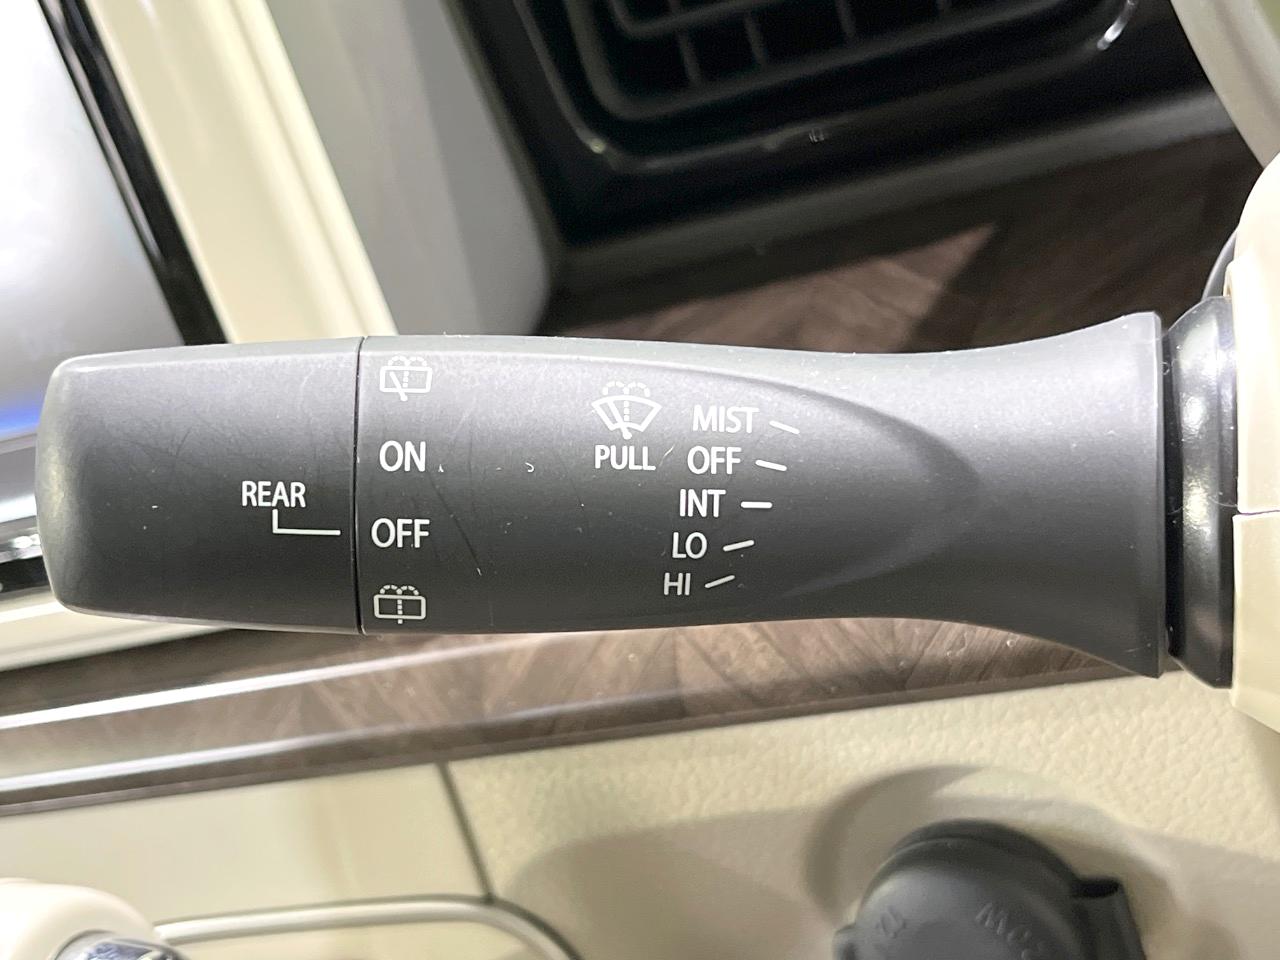 REAR
ON
OFF
PULL
MIST
OFF
INT
LO
HI